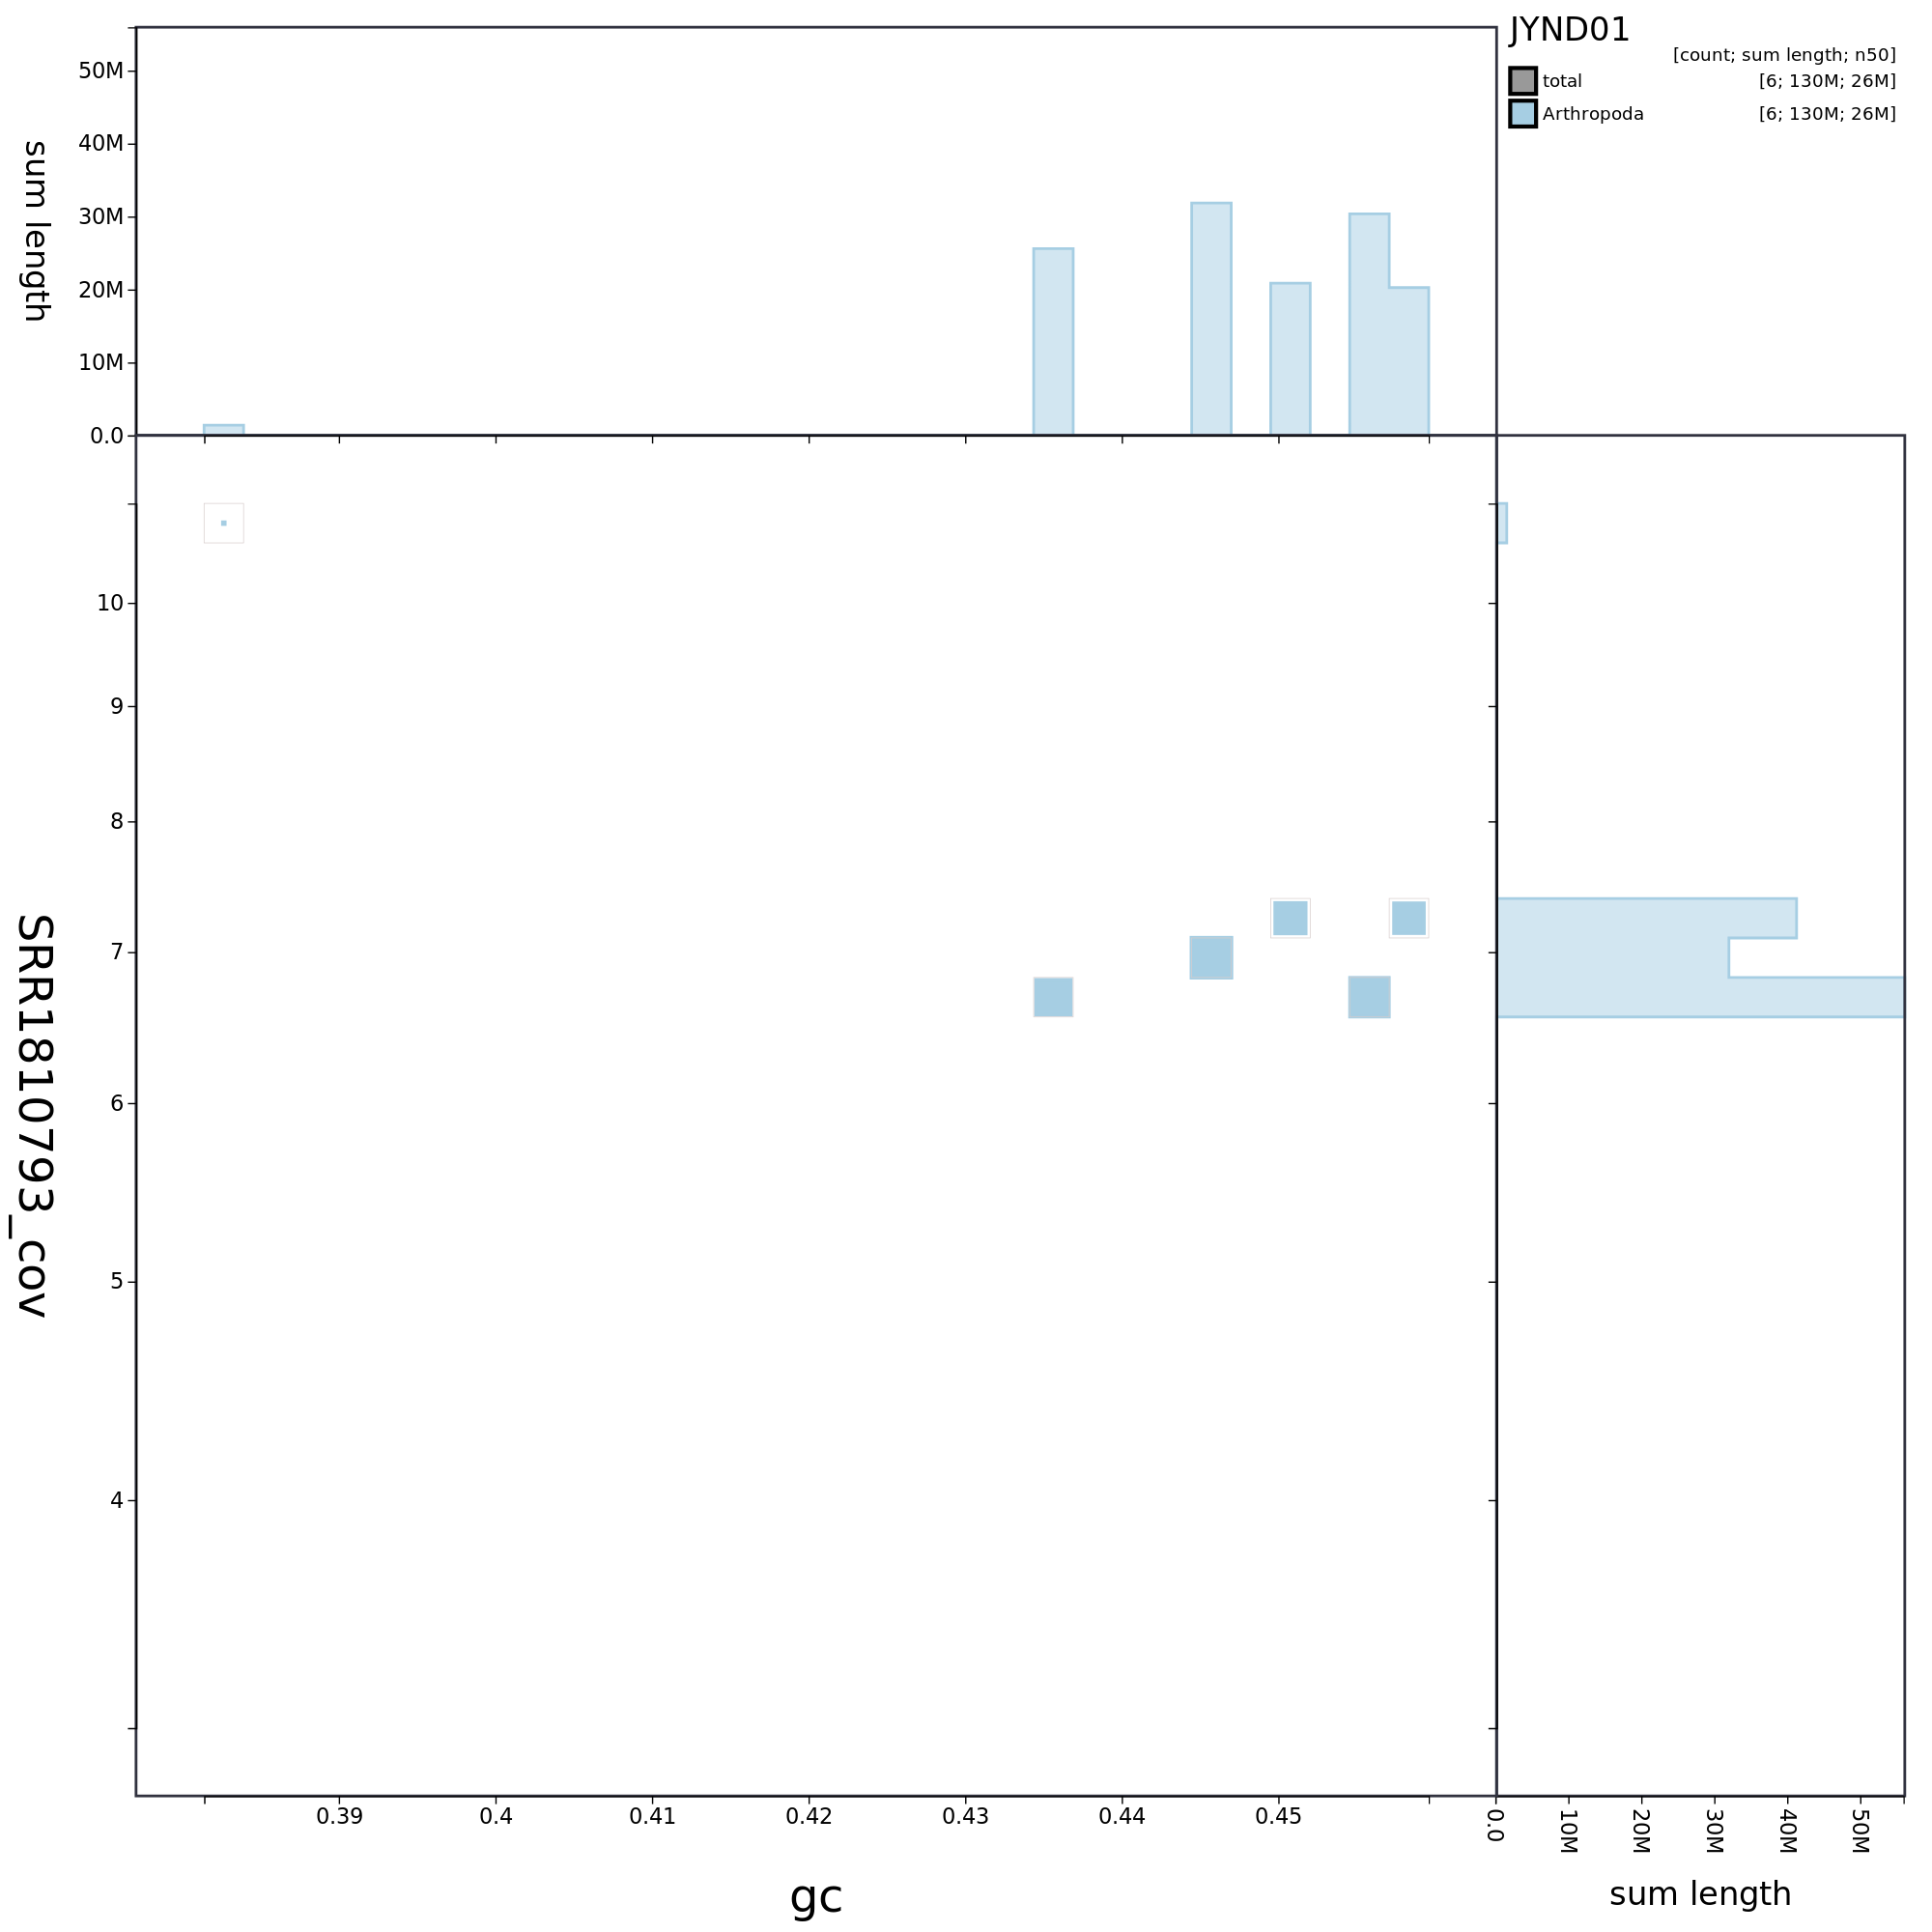 JYND01
[count; sum length; n50]
total [6; 130M; 26M]
Arthropoda [6; 130M; 26M]
sum length
50M
40M
30M
20M
10M
0.0
SRR1810793_cov
10
9
8
7
6
5
4
0.39 0.4 0.41 0.42 0.43 0.44 0.45
gc
0.0 10M 20M 30M 40M 50M
sum length